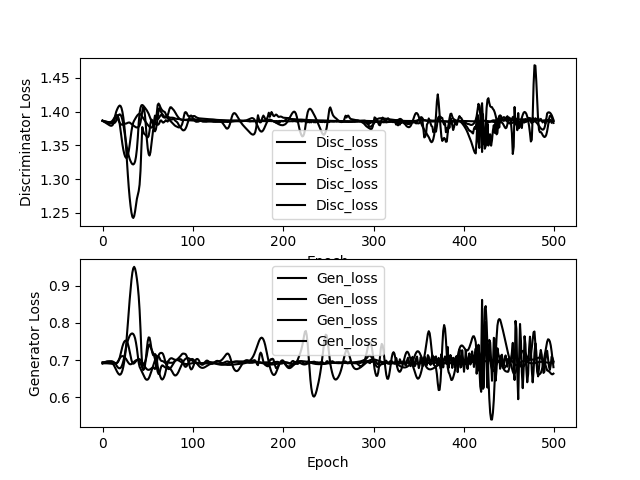 Discriminator Loss
1.45
1.40
1.35
1.30
1.25
Disc_loss
Disc_loss
Disc_loss
Disc_loss
0 100 200 300 400 500
Epoch
Generator Loss
0.9
0.8
0.7
0.6
Gen_loss
Gen_loss
Gen_loss
Gen_loss
0 100 200 300 400 500
Epoch